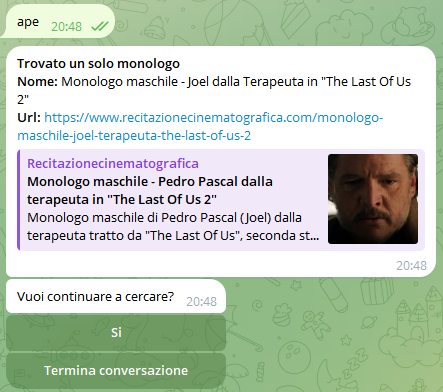 ape
20:48
Trovato un solo monologo
Nome: Monologo maschile - Joel dalla Terapeuta in "The Last Of Us
2"
Url: https://www.recitazionecinematografica.com/monologo-
maschile-joel-terapeuta-the-last-of-us-2
Recitazionecinematografica
Monologo maschile - Pedro Pascal dalla
terapeuta in "The Last Of Us 2"
Monologo maschile di Pedro Pascal (Joel) dalla
terapeuta tratto da "The Last Of Us", seconda st...
20:48
Vuoi continuare a cercare? 20:48
Si
Termina conversazione